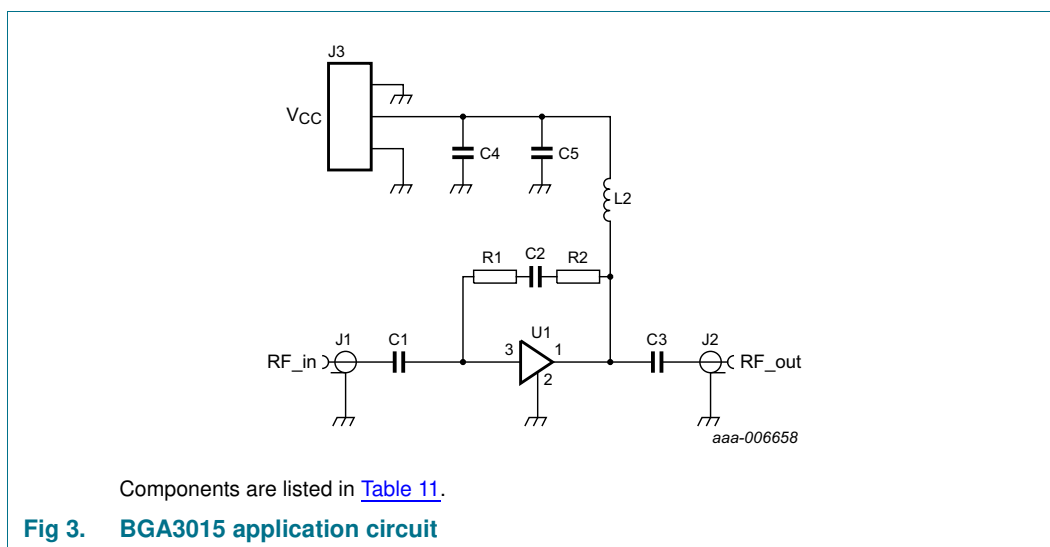 J3
VCC
C4
C5
L2
R1
C2
R2
U1
J1
C1
3
1
C3
J2
RF_in
RF_out
2
aaa-006658
Components are listed in Table 11.
Fig 3. BGA3015 application circuit